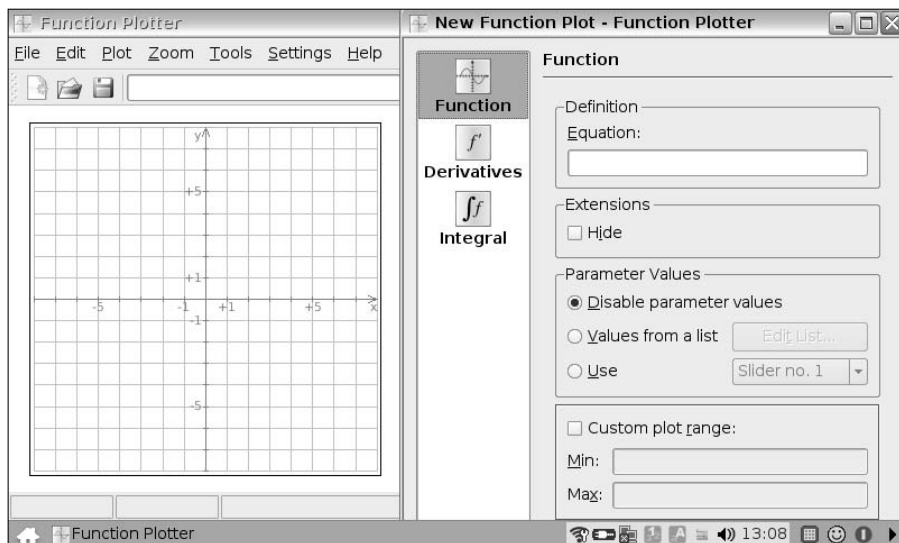 Function Plotter
File Edit Plot Zoom Tools Settings Help
y
+5
+1
-5 -1 +1 +5 x
-1
-5
New Function Plot - Function Plotter
Function
f'
Derivatives
∫f
Integral
Function
Definition
Equation:
Extensions
Hide
Parameter Values
Disable parameter values
Values from a list Edit List...
Use Slider no. 1
Custom plot range:
Min:
Max:
Function Plotter
1 A 13:08